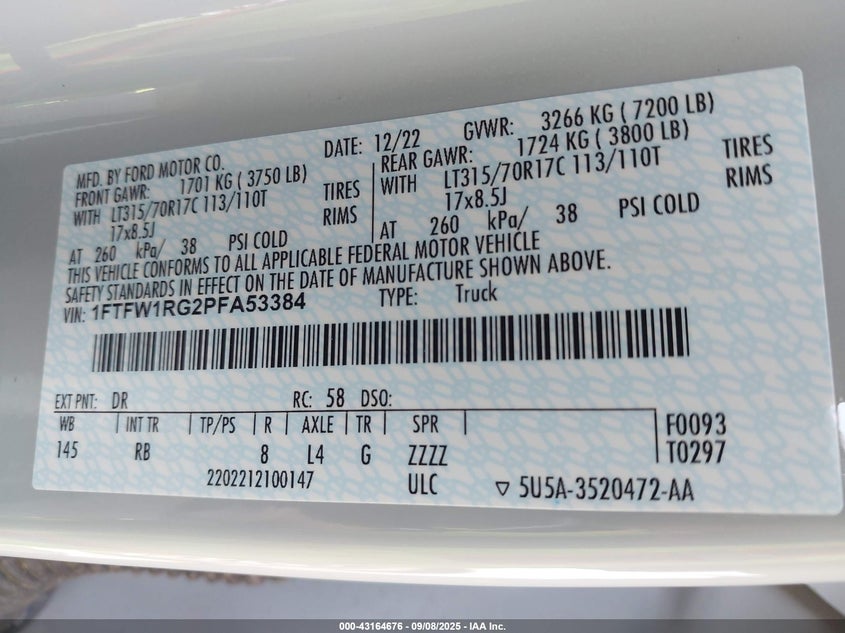 MFD. BY FORD MOTOR CO.
DATE: 12/22
GVWR: 3266 KG ( 7200 LB)
FRONT GAWR: 1701 KG ( 3750 LB)
WITH LT315/70R17C 113/110T TIRES
17x8.5J RIMS
AT 260 kPa/ 38 PSI COLD
REAR GAWR: 1724 KG ( 3800 LB)
WITH LT315/70R17C 113/110T TIRES
17x8.5J RIMS
AT 260 kPa/ 38 PSI COLD
THIS VEHICLE CONFORMS TO ALL APPLICABLE FEDERAL MOTOR VEHICLE
SAFETY STANDARDS IN EFFECT ON THE DATE OF MANUFACTURE SHOWN ABOVE.
VIN: 1FTFW1RG2PFA53384 TYPE: Truck
EXT PNT: DR RC: 58 DSO:
WB INT TR TP/PS R AXLE TR SPR F0093
145 RB 8 L4 G ZZZZ T0297
2202212100147 ULC ▽ 5U5A-3520472-AA
000-43164676 - 09/08/2025 - IAA Inc.